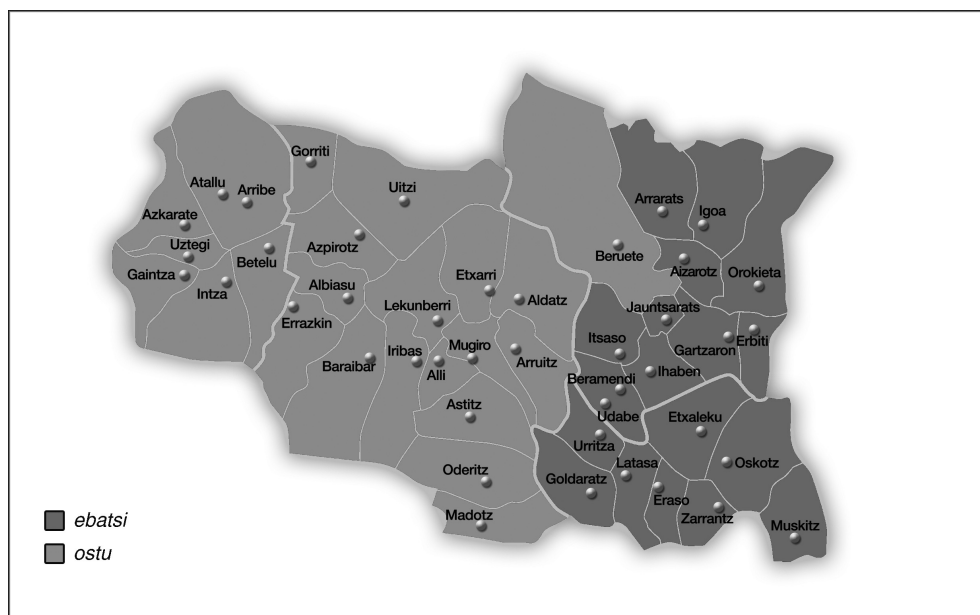 Gorriti
Atallu
Arribe
Uitzi
Azkarate
Arrarats
Igoa
Uztegi
Azpirotz
Betelu
Beruete
Gaintza
Aizarotz
Orokieta
Intza
Albiasu
Etxarri
Aldatz
Errazkin
Lekunberri
Jauntsarats
Itsaso
Gartzaron
Erbiti
Baraibar
Iribas
Mugiro
Alli
Arruitz
Ihaben
Beramendi
Astitz
Udabe
Etxaleku
Urritza
Oderitz
Goldaratz
Latasa
Oskotz
Eraso
Madotz
Zarrantz
Muskitz
ebatsi
ostu